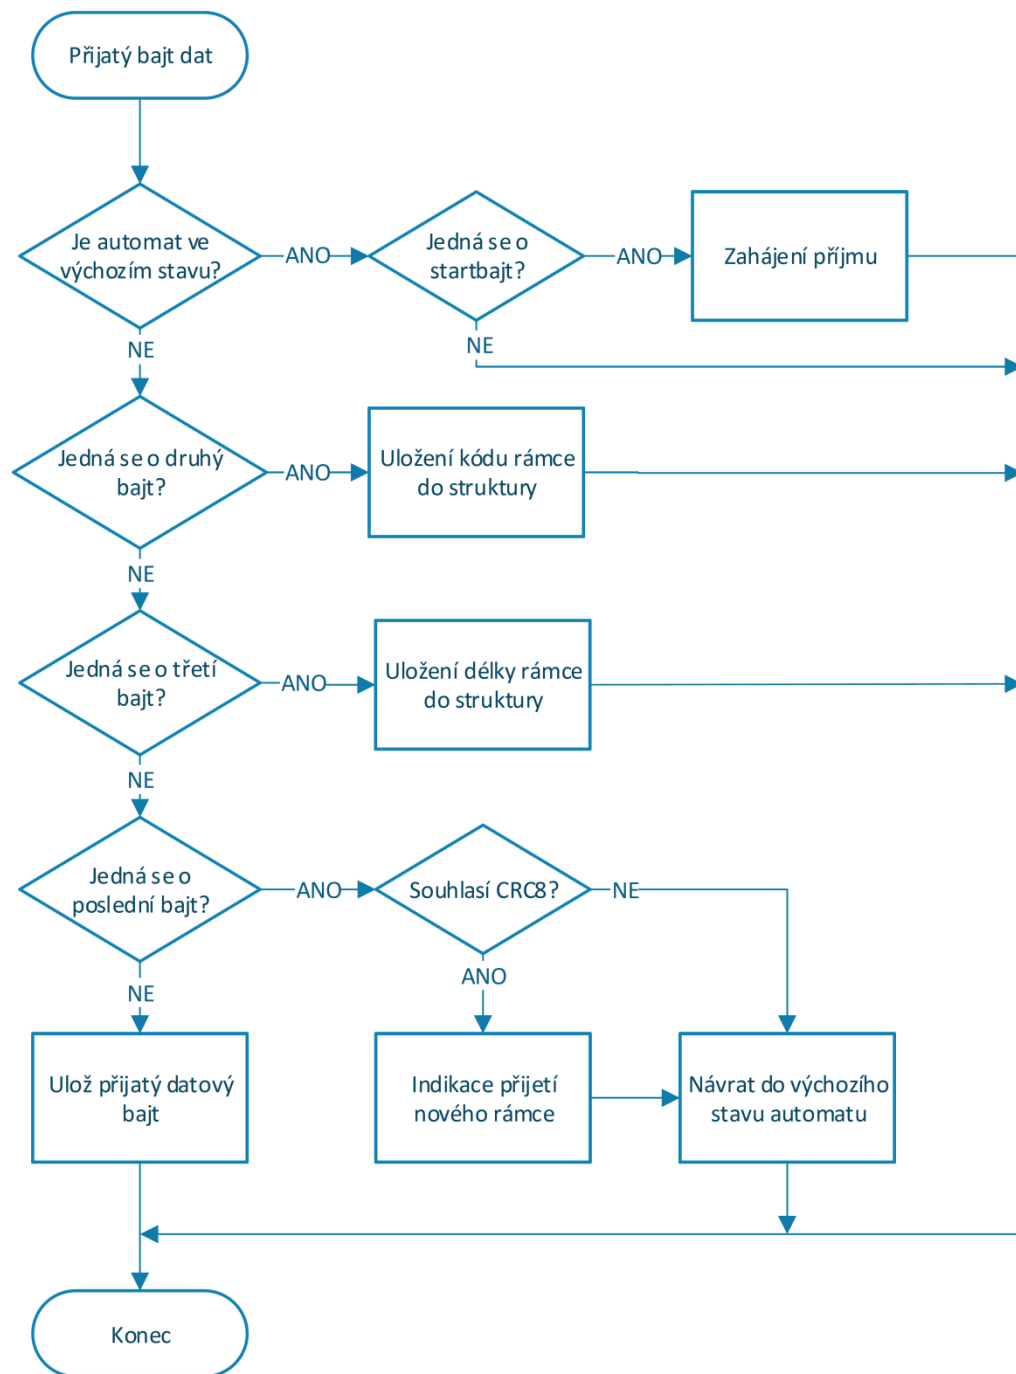 Přijatý bajt dat
Je automat ve
výchozím stavu?
ANO
Jedná se o
startbajt?
ANO
Zahájení příjmu
NE
NE
Jedná se o druhý
bajt?
ANO
Uložení kódu rámce
do struktury
NE
Jedná se o třetí
bajt?
ANO
Uložení délky rámce
do struktury
NE
Jedná se o
poslední bajt?
ANO
Souhlasí CRC8?
NE
ANO
NE
Ulož přijatý datový
bajt
Indikace přijetí
nového rámce
Návrat do výchozího
stavu automatu
Konec